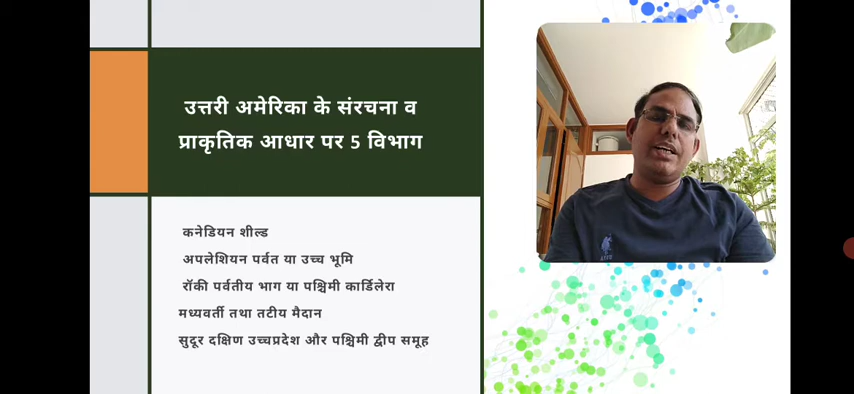 उत्तरी अमेरिका के संरचना व
प्राकृतिक आधार पर 5 विभाग
कनेडियन शील्ड
अपलेशियन पर्वत या उच्च भूमि
रॉकी पर्वतीय भाग या पश्चिमी कार्डिलेरा
मध्यवर्ती तथा तटीय मैदान
सुदूर दक्षिण उच्चप्रदेश और पश्चिमी द्वीप समूह